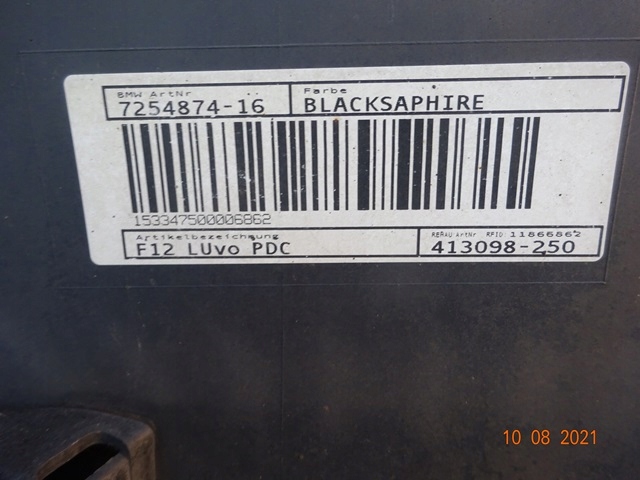 BMW ArtNr
7254874-16
Farbe
BLACKSAPHIRE
153347500006862
Artikelbezeichnung
F12 LUvo PDC
REHAU ArtNr RFID: 11866862
413098-250
10 08 2021